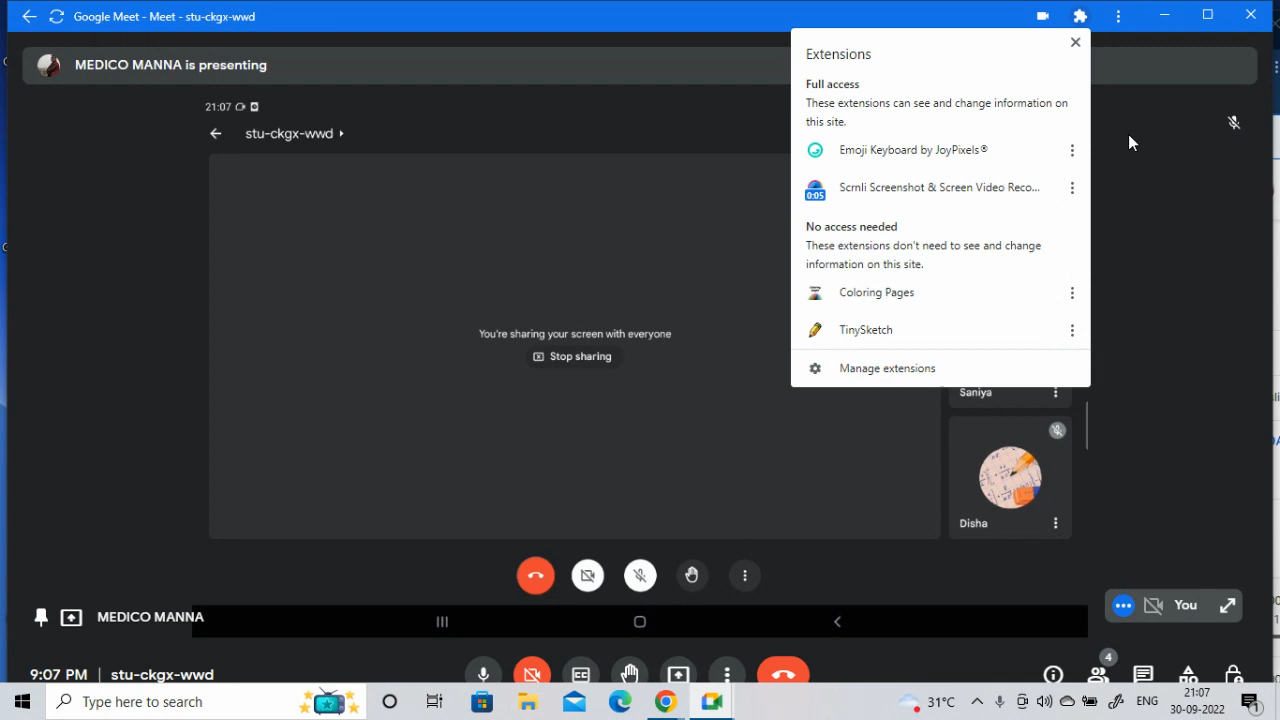 Google Meet - Meet - stu-ckgx-wwd
MEDICO MANNA is presenting
21:07
stu-ckgx-wwd
You're sharing your screen with everyone
Stop sharing
Extensions
Full access
These extensions can see and change information on
this site.
Emoji Keyboard by JoyPixels®
Scrnli Screenshot & Screen Video Reco...
0:05
No access needed
These extensions don't need to see and change
information on this site.
Coloring Pages
TinySketch
Manage extensions
Saniya
Disha
You
MEDICO MANNA
9:07 PM | stu-ckgx-wwd
4
Type here to search
31°C
ENG
21:07
30-09-2022
1